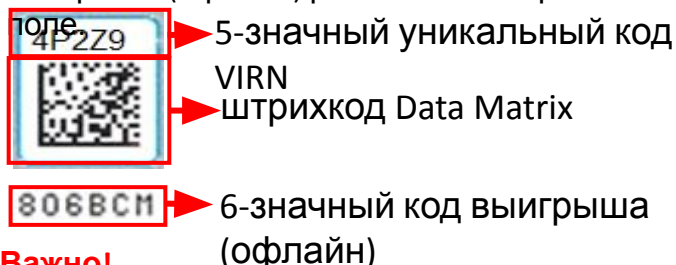 поле.
4P2Z9
5-значный уникальный код
VIRN
штрихкод Data Matrix
806BCM
6-значный код выигрыша
(офлайн)
Важно!